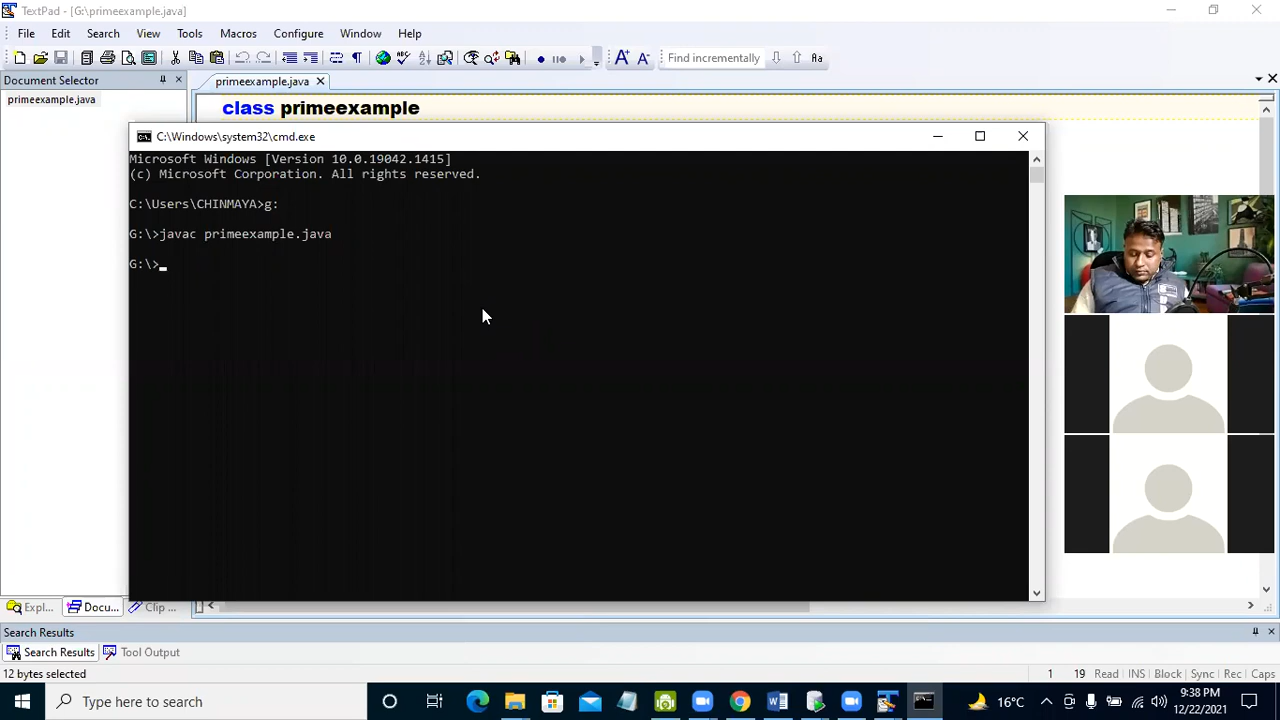 TextPad - [G:\primeexample.java]
File Edit Search View Tools Macros Configure Window Help
Find incrementally
Document Selector
primeexample.java
primeexample.java
class primeexample
C:\Windows\system32\cmd.exe
Microsoft Windows [Version 10.0.19042.1415]
(c) Microsoft Corporation. All rights reserved.
C:\Users\CHINMAYA>g:
G:\>javac primeexample.java
G:\>
Expl... Docu... Clip ...
Search Results
Search Results Tool Output
12 bytes selected 1 19 Read INS Block Sync Rec Caps
Type here to search
16°C
9:38 PM
12/22/2021